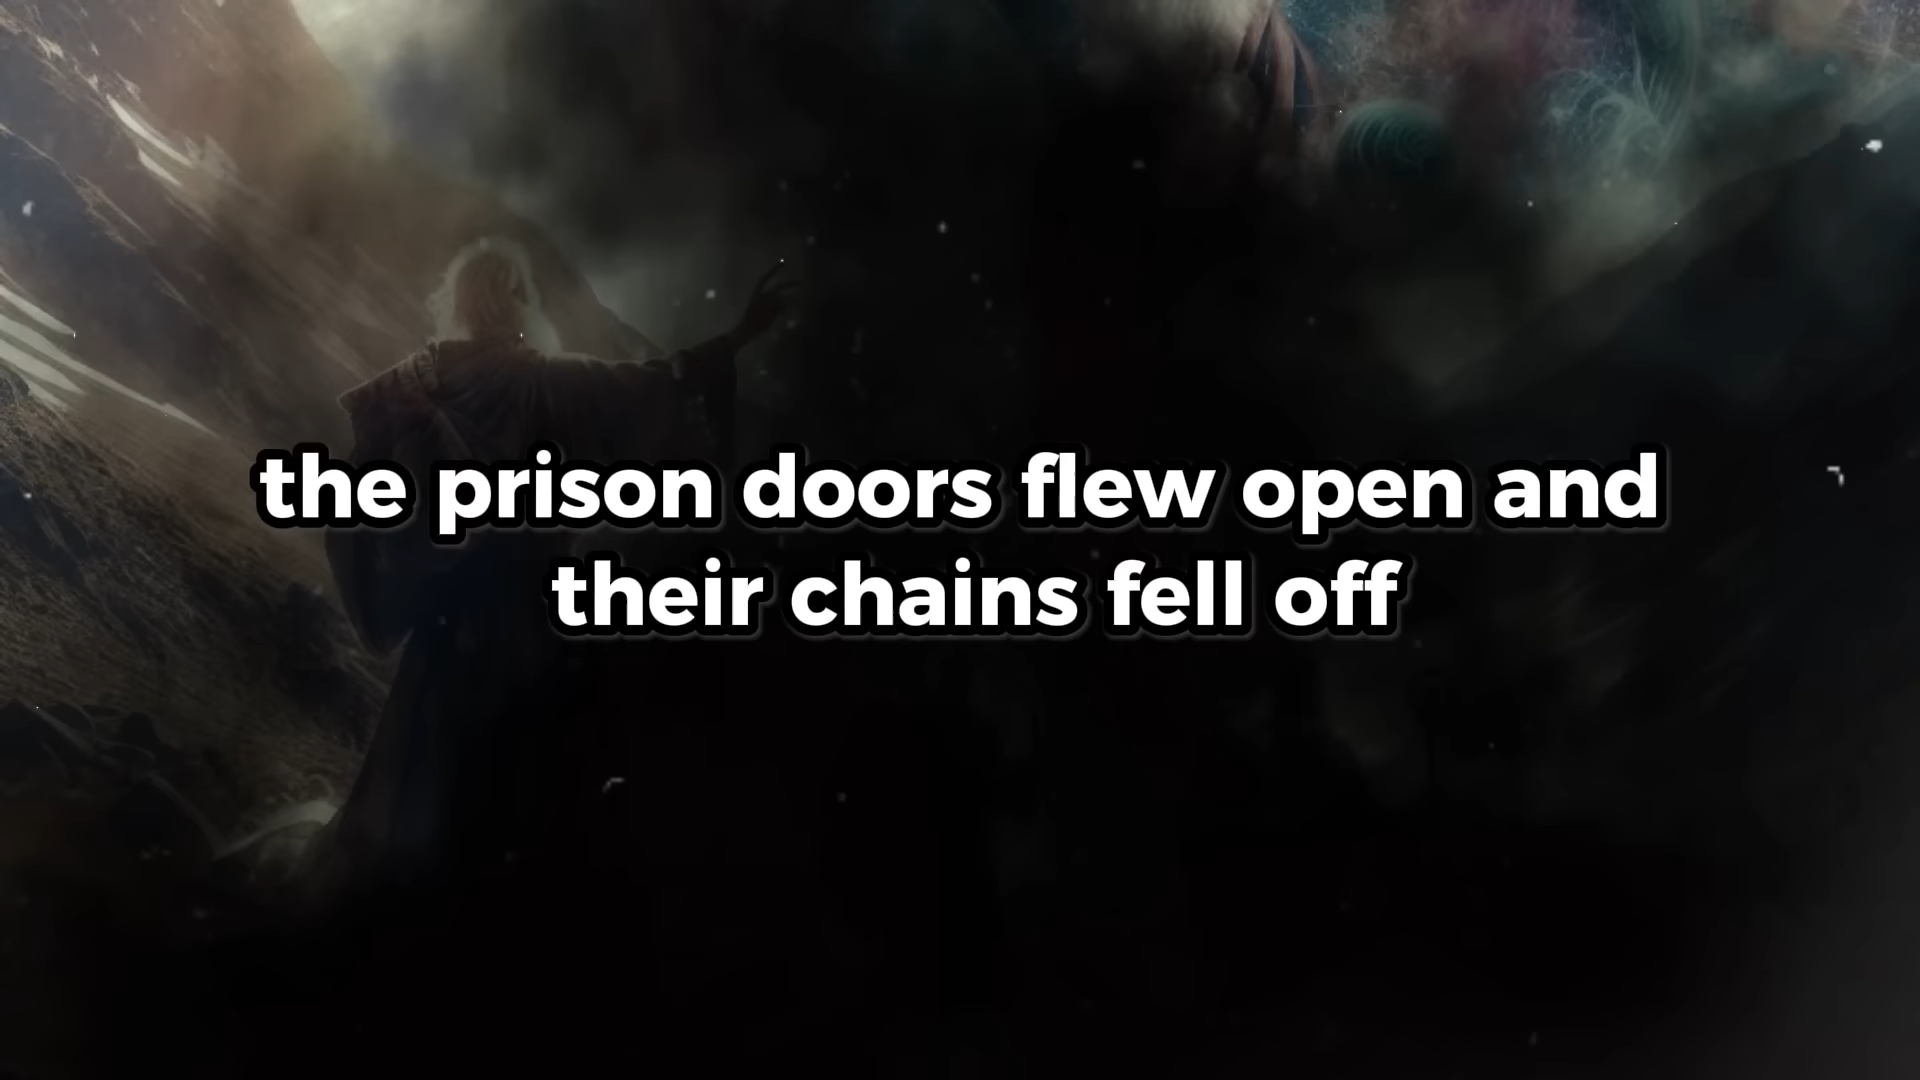 the prison doors flew open and
their chains fell off